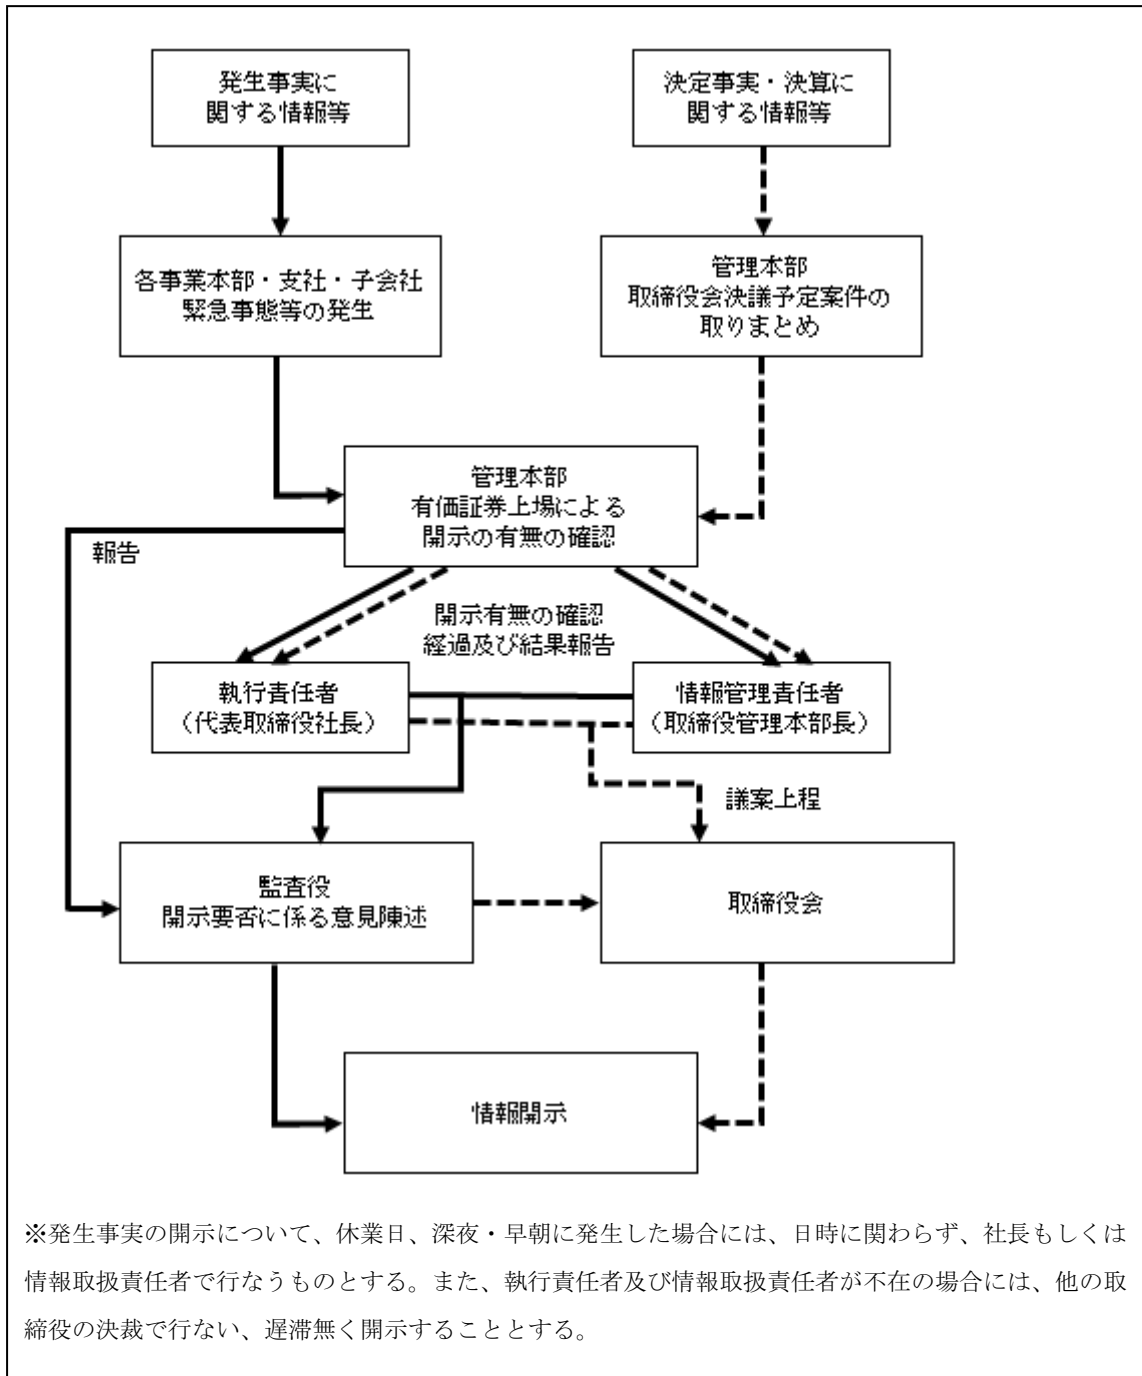 発生事実に
関する情報等
決定事実・決算に
関する情報等
各事業本部・支社・子会社
緊急事態等の発生
管理本部
取締役会決議予定案件の
取りまとめ
管理本部
有価証券上場による
開示の有無の確認
報告
開示有無の確認
経過及び結果報告
執行責任者
（代表取締役社長）
情報管理責任者
（取締役管理本部長）
議案上程
監査役
開示要否に係る意見陳述
取締役会
情報開示
※発生事実の開示について、休業日、深夜・早朝に発生した場合には、日時に関わらず、社長もしくは
情報取扱責任者で行なうものとする。また、執行責任者及び情報取扱責任者が不在の場合には、他の取
締役の決裁で行ない、遅滞無く開示することとする。